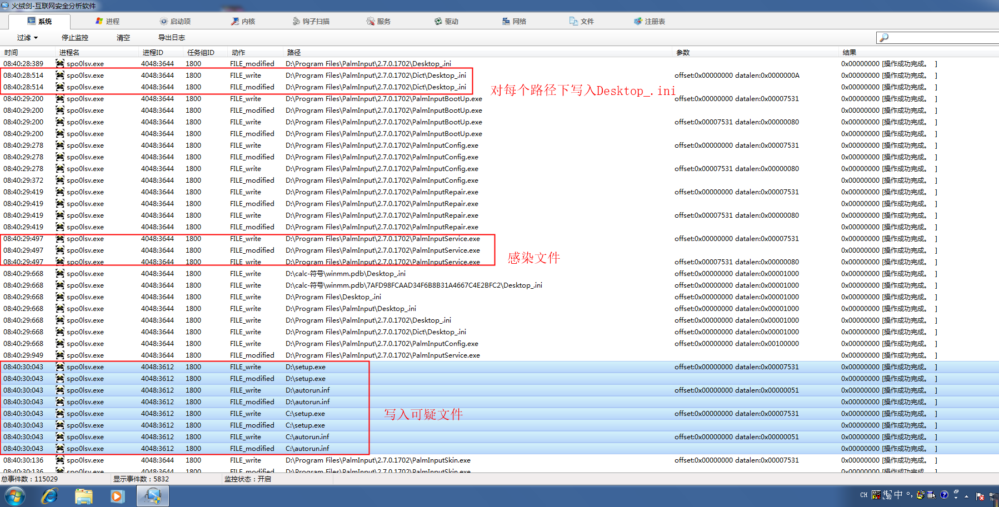 火绒剑-互联网安全分析软件
系统 进程 启动项 内核 钩子扫描 服务 驱动 网络 文件 注册表
过滤 停止监控 清空 导出日志
时间 进程名 进程ID 任务组ID 动作 路径 参数 结果
08:40:28:389 spo0lsv.exe 4048:3644 1800 FILE_modified D:\Program Files\PalmInput\2.7.0.1702\Desktop_.ini 0x00000000 [操作成功完成。 ]
08:40:28:514 spo0lsv.exe 4048:3644 1800 FILE_write D:\Program Files\PalmInput\2.7.0.1702\Dict\Desktop_.ini offset:0x00000000 datalen:0x0000000A 0x00000000 [操作成功完成。 ]
08:40:28:514 spo0lsv.exe 4048:3644 1800 FILE_modified D:\Program Files\PalmInput\2.7.0.1702\Dict\Desktop_.ini 0x00000000 [操作成功完成。 ]
对每个路径下写入Desktop_.ini
08:40:29:200 spo0lsv.exe 4048:3644 1800 FILE_write D:\Program Files\PalmInput\2.7.0.1702\PalmInputBootUp.exe offset:0x00000000 datalen:0x00007531 0x00000000 [操作成功完成。 ]
08:40:29:200 spo0lsv.exe 4048:3644 1800 FILE_modified D:\Program Files\PalmInput\2.7.0.1702\PalmInputBootUp.exe 0x00000000 [操作成功完成。 ]
08:40:29:200 spo0lsv.exe 4048:3644 1800 FILE_write D:\Program Files\PalmInput\2.7.0.1702\PalmInputBootUp.exe offset:0x00007531 datalen:0x00000080 0x00000000 [操作成功完成。 ]
08:40:29:200 spo0lsv.exe 4048:3644 1800 FILE_modified D:\Program Files\PalmInput\2.7.0.1702\PalmInputBootUp.exe 0x00000000 [操作成功完成。 ]
08:40:29:278 spo0lsv.exe 4048:3644 1800 FILE_write D:\Program Files\PalmInput\2.7.0.1702\PalmInputConfig.exe offset:0x00000000 datalen:0x00007531 0x00000000 [操作成功完成。 ]
08:40:29:278 spo0lsv.exe 4048:3644 1800 FILE_modified D:\Program Files\PalmInput\2.7.0.1702\PalmInputConfig.exe 0x00000000 [操作成功完成。 ]
08:40:29:278 spo0lsv.exe 4048:3644 1800 FILE_write D:\Program Files\PalmInput\2.7.0.1702\PalmInputConfig.exe offset:0x00007531 datalen:0x00000080 0x00000000 [操作成功完成。 ]
08:40:29:372 spo0lsv.exe 4048:3644 1800 FILE_modified D:\Program Files\PalmInput\2.7.0.1702\PalmInputConfig.exe 0x00000000 [操作成功完成。 ]
08:40:29:419 spo0lsv.exe 4048:3644 1800 FILE_write D:\Program Files\PalmInput\2.7.0.1702\PalmInputRepair.exe offset:0x00000000 datalen:0x00007531 0x00000000 [操作成功完成。 ]
08:40:29:419 spo0lsv.exe 4048:3644 1800 FILE_modified D:\Program Files\PalmInput\2.7.0.1702\PalmInputRepair.exe 0x00000000 [操作成功完成。 ]
08:40:29:419 spo0lsv.exe 4048:3644 1800 FILE_write D:\Program Files\PalmInput\2.7.0.1702\PalmInputRepair.exe offset:0x00007531 datalen:0x00000080 0x00000000 [操作成功完成。 ]
08:40:29:419 spo0lsv.exe 4048:3644 1800 FILE_modified D:\Program Files\PalmInput\2.7.0.1702\PalmInputRepair.exe 0x00000000 [操作成功完成。 ]
08:40:29:497 spo0lsv.exe 4048:3644 1800 FILE_write D:\Program Files\PalmInput\2.7.0.1702\PalmInputService.exe offset:0x00000000 datalen:0x00007531 0x00000000 [操作成功完成。 ]
08:40:29:497 spo0lsv.exe 4048:3644 1800 FILE_modified D:\Program Files\PalmInput\2.7.0.1702\PalmInputService.exe 0x00000000 [操作成功完成。 ]
08:40:29:497 spo0lsv.exe 4048:3644 1800 FILE_write D:\Program Files\PalmInput\2.7.0.1702\PalmInputService.exe offset:0x00007531 datalen:0x00000080 0x00000000 [操作成功完成。 ]
感染文件
08:40:29:668 spo0lsv.exe 4048:3644 1800 FILE_write D:\calc-符号\winmm.pdb\Desktop_.ini offset:0x00000000 datalen:0x00001000 0x00000000 [操作成功完成。 ]
08:40:29:668 spo0lsv.exe 4048:3644 1800 FILE_write D:\calc-符号\winmm.pdb\7AFD98FCAAD34F6B8B31A4667C4E2BFC2\Desktop_.ini offset:0x00000000 datalen:0x00001000 0x00000000 [操作成功完成。 ]
08:40:29:668 spo0lsv.exe 4048:3644 1800 FILE_write D:\Program Files\Desktop_.ini offset:0x00000000 datalen:0x00001000 0x00000000 [操作成功完成。 ]
08:40:29:668 spo0lsv.exe 4048:3644 1800 FILE_write D:\Program Files\PalmInput\Desktop_.ini offset:0x00000000 datalen:0x00001000 0x00000000 [操作成功完成。 ]
08:40:29:668 spo0lsv.exe 4048:3644 1800 FILE_write D:\Program Files\PalmInput\2.7.0.1702\Desktop_.ini offset:0x00000000 datalen:0x00001000 0x00000000 [操作成功完成。 ]
08:40:29:668 spo0lsv.exe 4048:3644 1800 FILE_write D:\Program Files\PalmInput\2.7.0.1702\Dict\Desktop_.ini offset:0x00000000 datalen:0x00001000 0x00000000 [操作成功完成。 ]
08:40:29:668 spo0lsv.exe 4048:3644 1800 FILE_write D:\Program Files\PalmInput\2.7.0.1702\PalmInputConfig.exe offset:0x00000000 datalen:0x00100000 0x00000000 [操作成功完成。 ]
08:40:29:949 spo0lsv.exe 4048:3644 1800 FILE_modified D:\Program Files\PalmInput\2.7.0.1702\PalmInputService.exe 0x00000000 [操作成功完成。 ]
08:40:30:043 spo0lsv.exe 4048:3612 1800 FILE_write D:\setup.exe offset:0x00000000 datalen:0x00007531 0x00000000 [操作成功完成。 ]
08:40:30:043 spo0lsv.exe 4048:3612 1800 FILE_modified D:\setup.exe 0x00000000 [操作成功完成。 ]
08:40:30:043 spo0lsv.exe 4048:3612 1800 FILE_write D:\autorun.inf offset:0x00000000 datalen:0x00000051 0x00000000 [操作成功完成。 ]
08:40:30:043 spo0lsv.exe 4048:3612 1800 FILE_modified D:\autorun.inf 0x00000000 [操作成功完成。 ]
08:40:30:043 spo0lsv.exe 4048:3612 1800 FILE_write C:\setup.exe offset:0x00000000 datalen:0x00007531 0x00000000 [操作成功完成。 ]
写入可疑文件
08:40:30:043 spo0lsv.exe 4048:3612 1800 FILE_modified C:\setup.exe 0x00000000 [操作成功完成。 ]
08:40:30:043 spo0lsv.exe 4048:3612 1800 FILE_write C:\autorun.inf offset:0x00000000 datalen:0x00000051 0x00000000 [操作成功完成。 ]
08:40:30:043 spo0lsv.exe 4048:3612 1800 FILE_modified C:\autorun.inf 0x00000000 [操作成功完成。 ]
08:40:30:136 spo0lsv.exe 4048:3644 1800 FILE_write D:\Program Files\PalmInput\2.7.0.1702\PalmInputSkin.exe offset:0x00000000 datalen:0x00007531 0x00000000 [操作成功完成。 ]
08:40:30:136 spo0lsv.exe 4048:3644 1800 FILE_modified D:\Program Files\PalmInput\2.7.0.1702\PalmInputSkin.exe 0x00000000 [操作成功完成。 ]
总事件数：115029 显示事件数：5832 监控状态：开启
CH 中